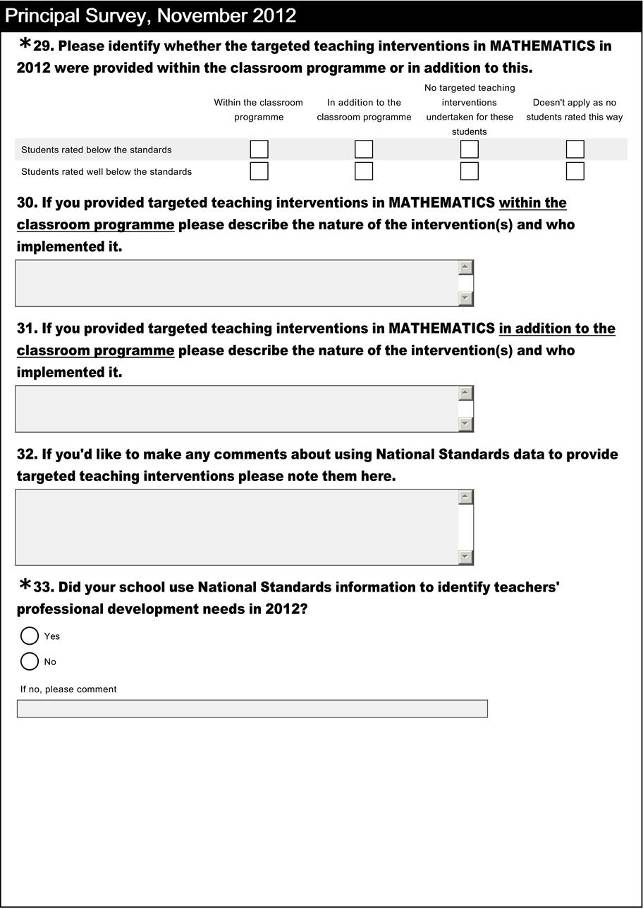 Principal Survey, November 2012
*29. Please identify whether the targeted teaching interventions in MATHEMATICS in
2012 were provided within the classroom programme or in addition to this.
Within the classroom programme
In addition to the classroom programme
No targeted teaching interventions undertaken for these students
Doesn't apply as no students rated this way
Students rated below the standards
Students rated well below the standards
30. If you provided targeted teaching interventions in MATHEMATICS within the
classroom programme please describe the nature of the intervention(s) and who
implemented it.
31. If you provided targeted teaching interventions in MATHEMATICS in addition to the
classroom programme please describe the nature of the intervention(s) and who
implemented it.
32. If you'd like to make any comments about using National Standards data to provide
targeted teaching interventions please note them here.
*33. Did your school use National Standards information to identify teachers'
professional development needs in 2012?
Yes
No
If no, please comment